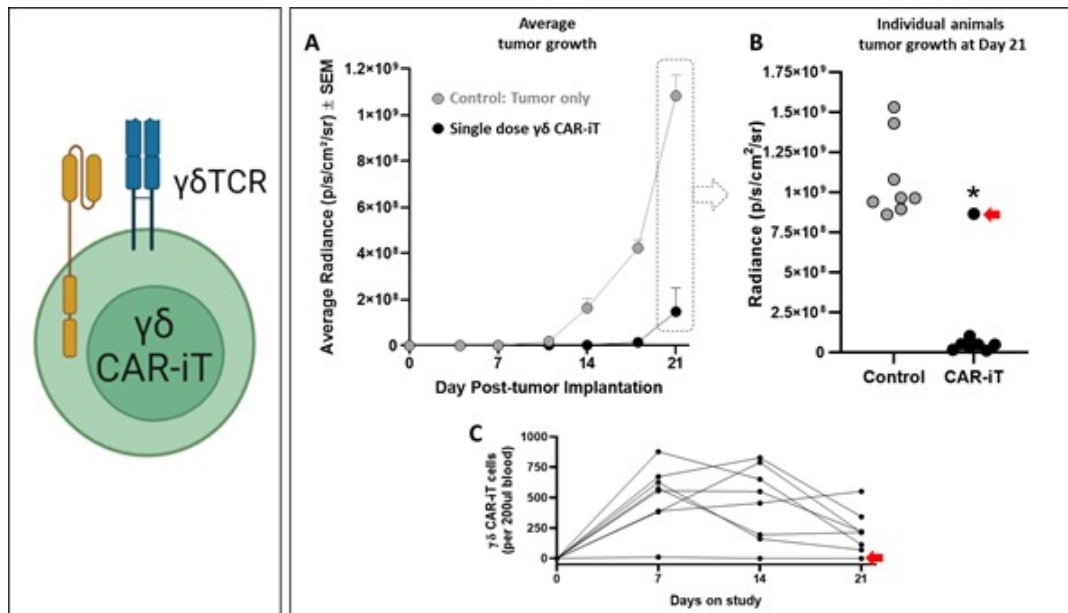 γδTCR
γδ
CAR-iT
A
Average
tumor growth
Average Radiance (p/s/cm²/sr) ± SEM
1.2×10⁹
1×10⁹
8×10⁸
6×10⁸
4×10⁸
2×10⁸
0
Control: Tumor only
Single dose γδ CAR-iT
0
7
14
21
Day Post-tumor Implantation
B
Individual animals
tumor growth at Day 21
Radiance (p/s/cm²/sr)
1.75×10⁹
1.5×10⁹
1.25×10⁹
1×10⁹
7.5×10⁸
5×10⁸
2.5×10⁸
0
*
Control
CAR-iT
C
γδ CAR-iT cells
(per 200ul blood)
1000
750
500
250
0
0
7
14
21
Days on study